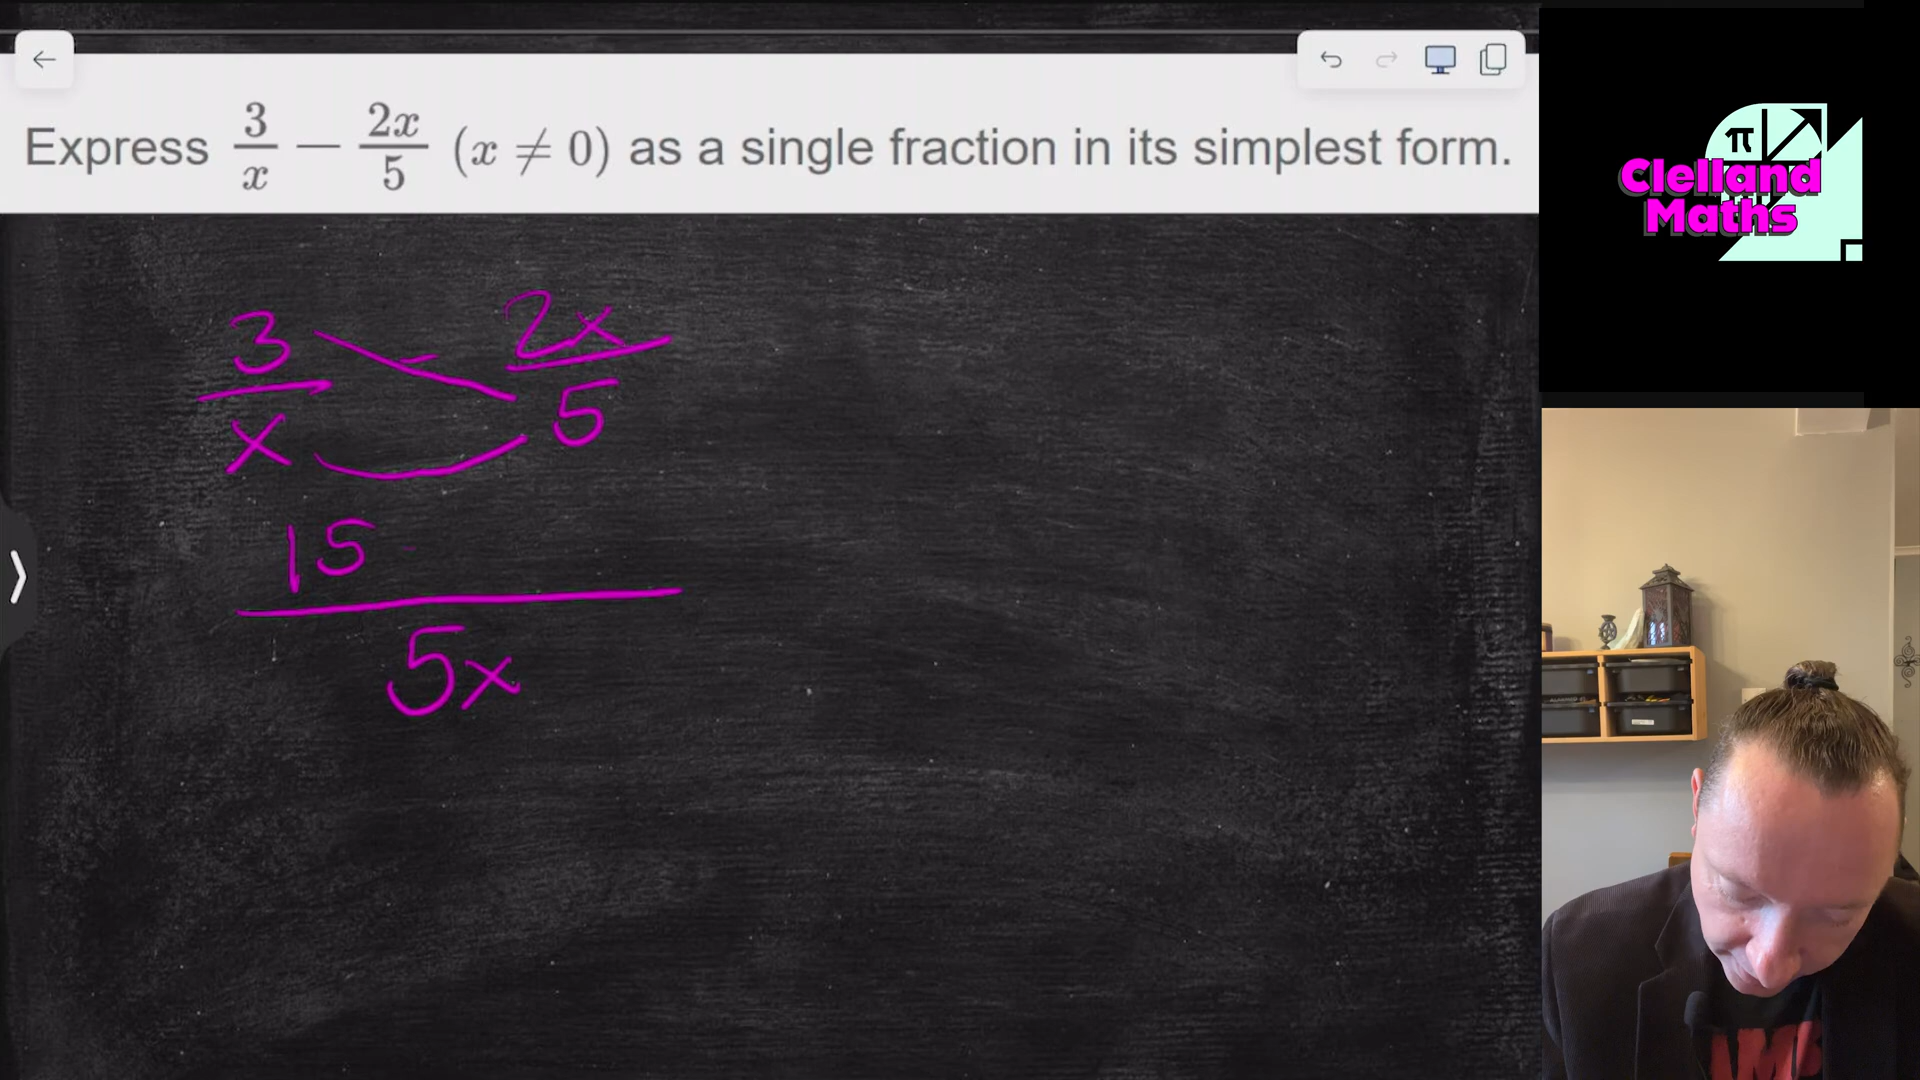 Express 3/x − 2x/5 (x ≠ 0) as a single fraction in its simplest form.
π
Clelland
Maths
3/x − 2x/5
15 -
5x